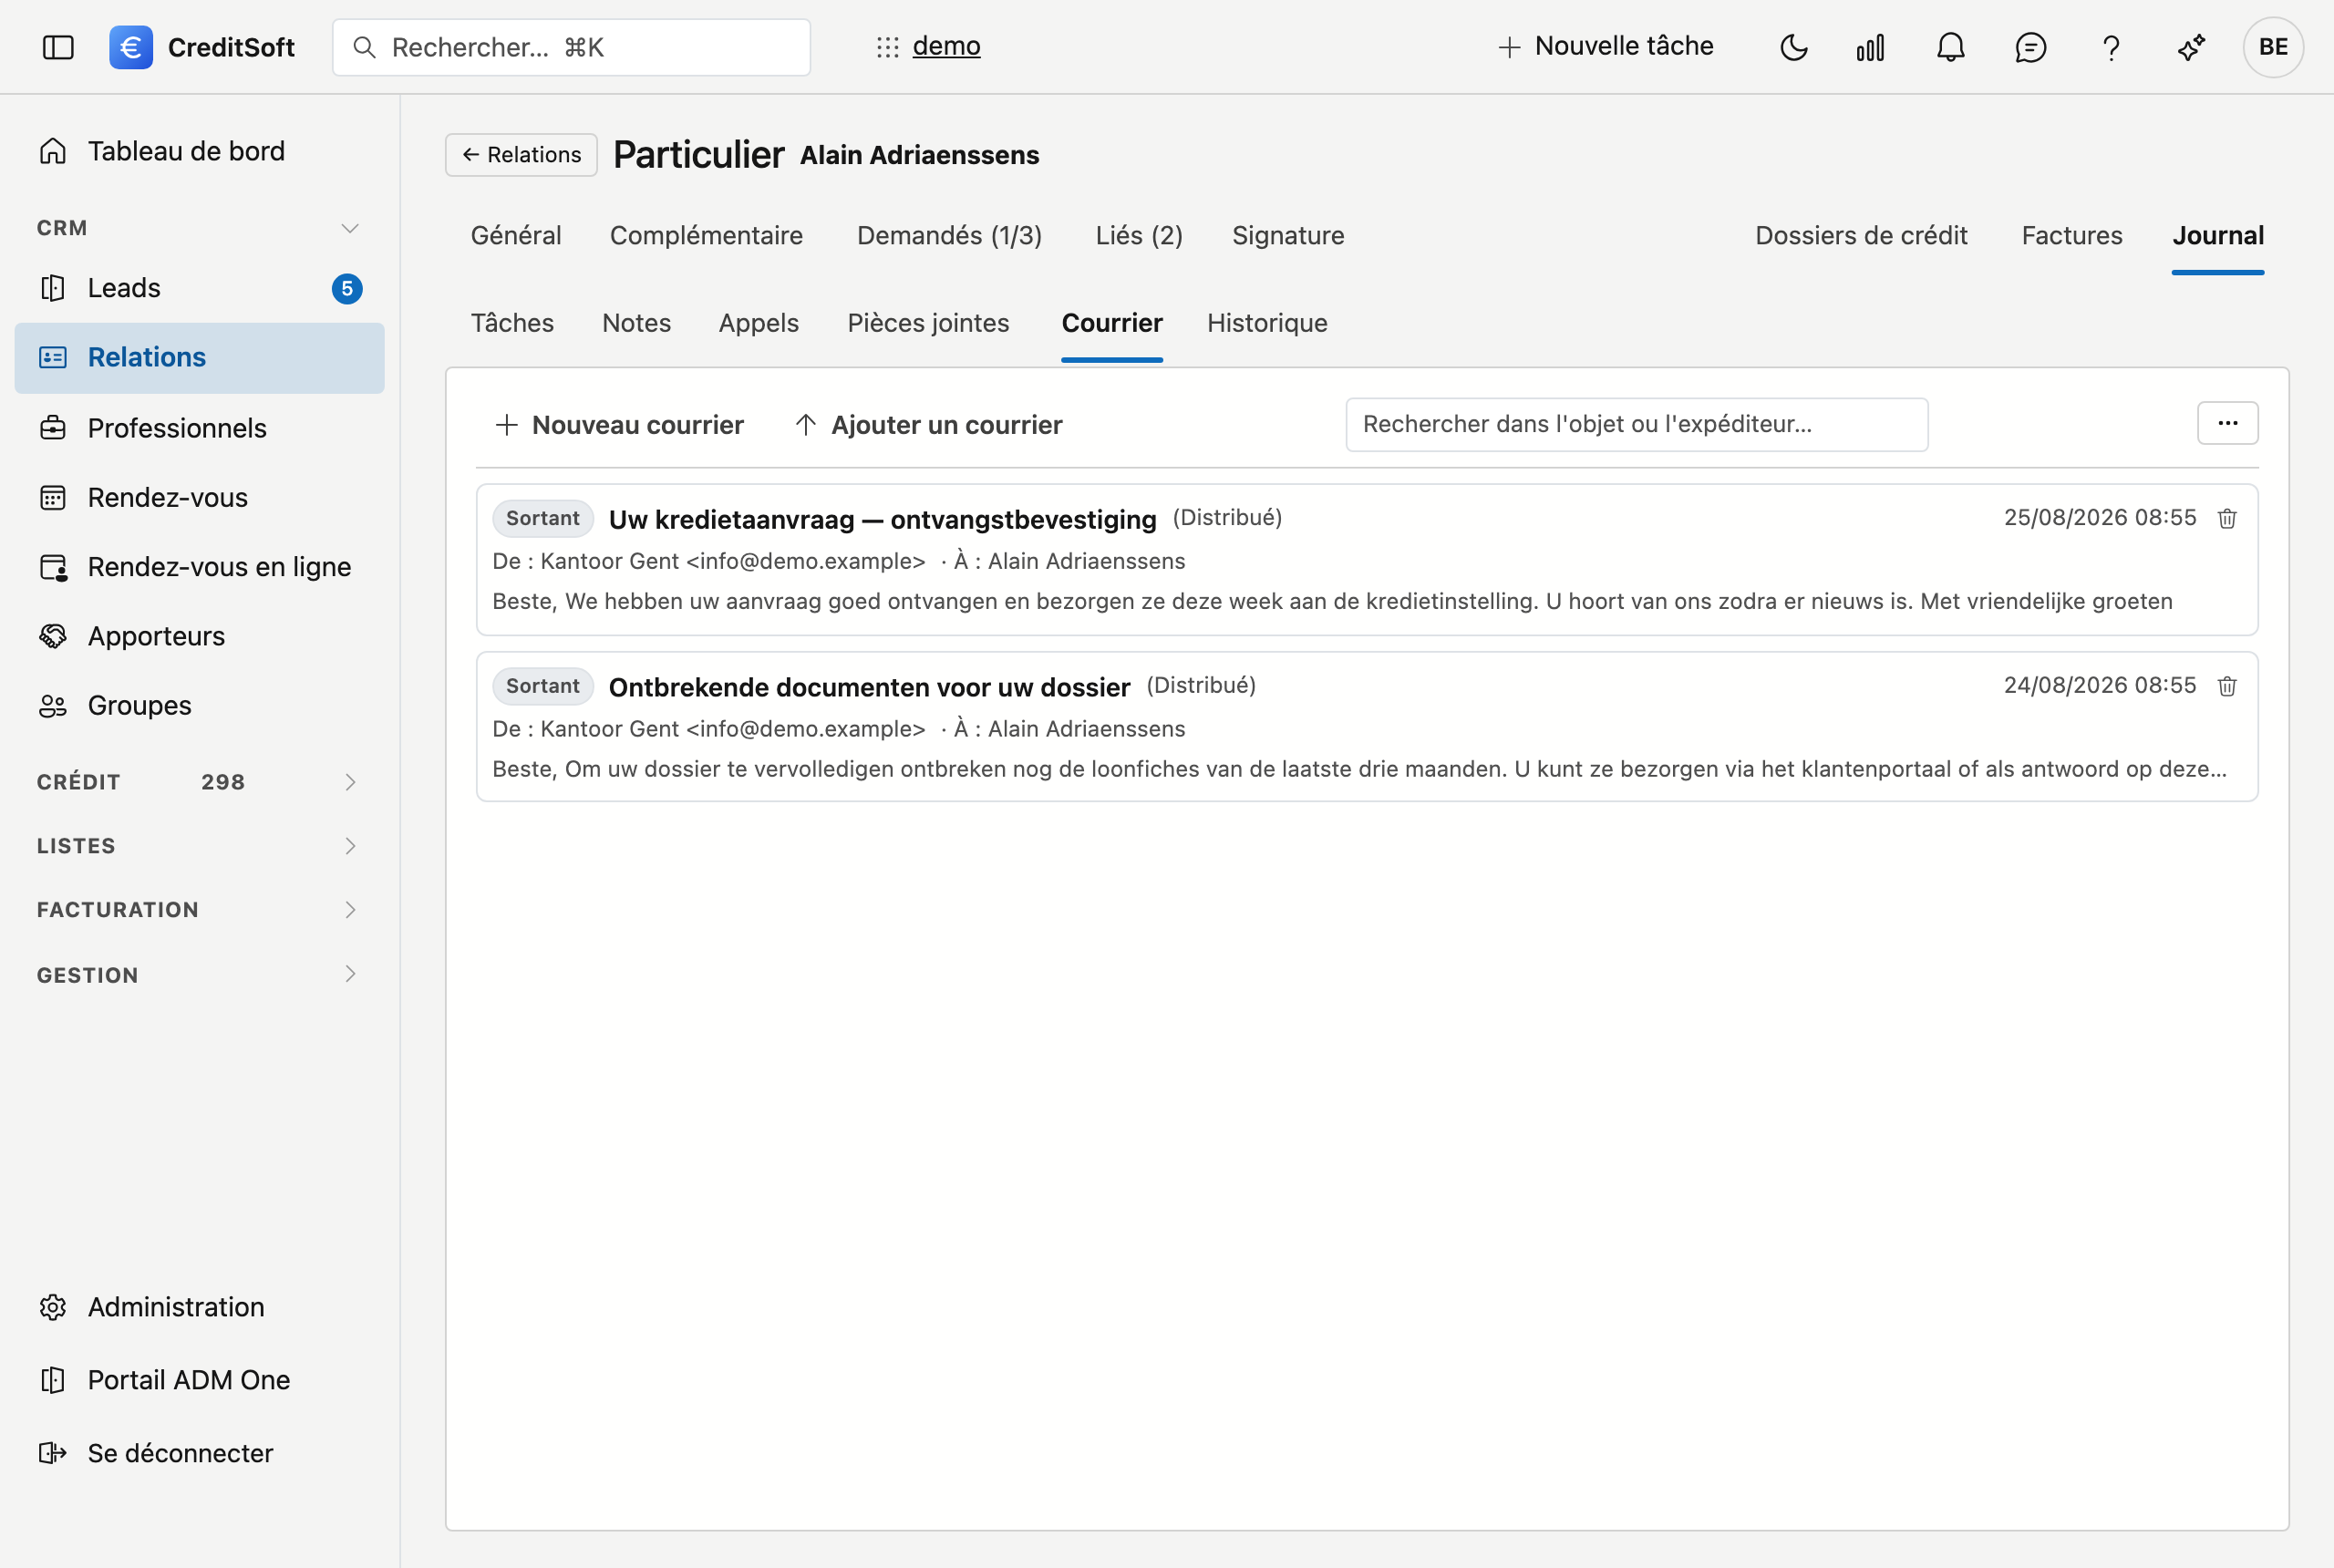 CreditSoft
Rechercher... ⌘K
demo
Nouvelle tâche
BE
Tableau de bord
CRM
Leads 5
Relations
Professionnels
Rendez-vous
Rendez-vous en ligne
Apporteurs
Groupes
CRÉDIT 298
LISTES
FACTURATION
GESTION
Administration
Portail ADM One
Se déconnecter
← Relations Particulier Alain Adriaenssens
Général Complémentaire Demandés (1/3) Liés (2) Signature Dossiers de crédit Factures Journal
Tâches Notes Appels Pièces jointes Courrier Historique
Nouveau courrier Ajouter un courrier Rechercher dans l'objet ou l'expéditeur... ...
Sortant Uw kredietaanvraag — ontvangstbevestiging (Distribué) 25/08/2026 08:55
De : Kantoor Gent <info@demo.example> · À : Alain Adriaenssens
Beste, We hebben uw aanvraag goed ontvangen en bezorgen ze deze week aan de kredietinstelling. U hoort van ons zodra er nieuws is. Met vriendelijke groeten
Sortant Ontbrekende documenten voor uw dossier (Distribué) 24/08/2026 08:55
De : Kantoor Gent <info@demo.example> · À : Alain Adriaenssens
Beste, Om uw dossier te vervolledigen ontbreken nog de loonfiches van de laatste drie maanden. U kunt ze bezorgen via het klantenportaal of als antwoord op deze...